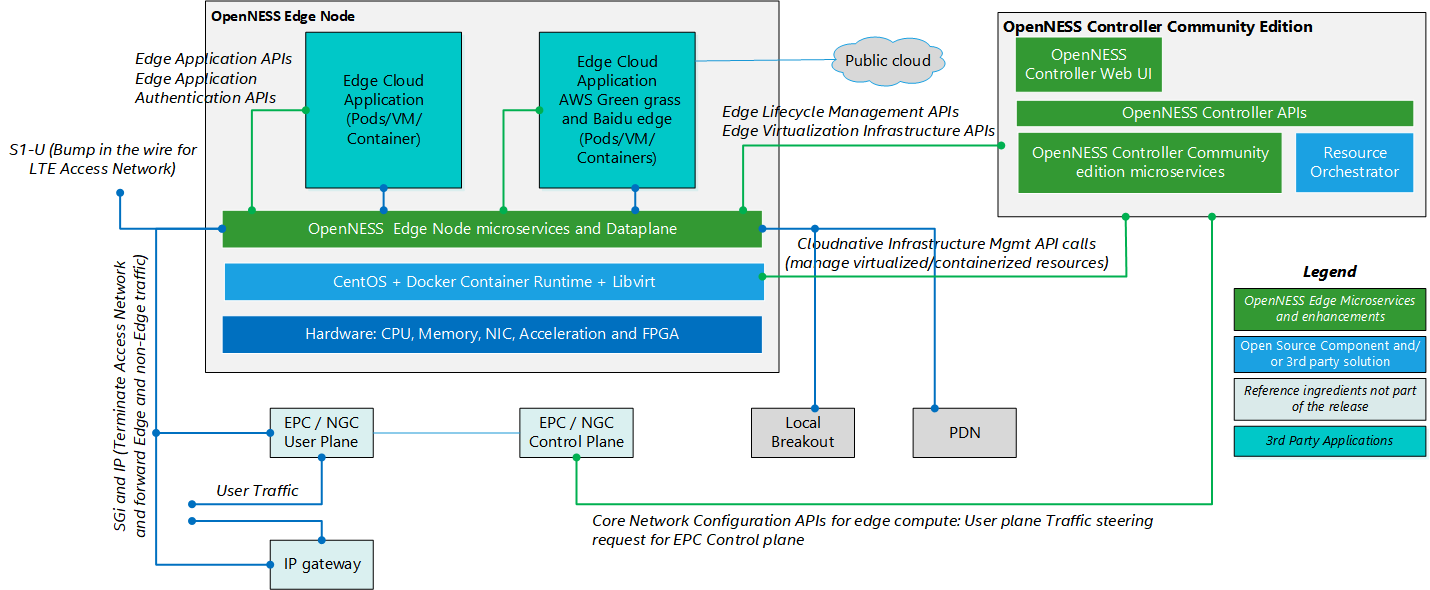 OpenNESS Edge Node
Edge Application APIs
Edge Application
Authentication APIs
Edge Cloud
Application
(Pods/VM/
Container)
Edge Cloud
Application
AWS Green grass
and Baidu edge
(Pods/VM/
Containers)
Public cloud
Edge Lifecycle Management APIs
Edge Virtualization Infrastructure APIs
OpenNESS Controller Community Edition
OpenNESS
Controller Web UI
OpenNESS Controller APIs
OpenNESS Controller Community
edition microservices
Resource
Orchestrator
S1-U (Bump in the wire for
LTE Access Network)
OpenNESS  Edge Node microservices and Dataplane
CentOS + Docker Container Runtime + Libvirt
Hardware: CPU, Memory, NIC, Acceleration and FPGA
Cloudnative Infrastructure Mgmt API calls
(manage virtualized/containerized resources)
SGi and IP (Terminate Access Network
and forward Edge and non-Edge traffic)
EPC / NGC
User Plane
EPC / NGC
Control Plane
Local
Breakout
PDN
User Traffic
IP gateway
Core Network Configuration APIs for edge compute: User plane Traffic steering
request for EPC Control plane
Legend
OpenNESS Edge Microservices
and enhancements
Open Source Component and/
or 3rd party solution
Reference ingredients not part
of the release
3rd Party Applications